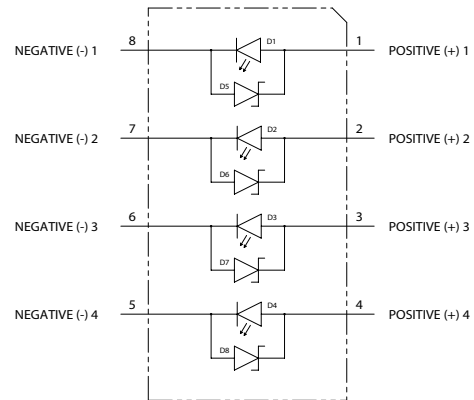 8 D1 1
NEGATIVE (-) 1 POSITIVE (+) 1
D5
7 D2 2
NEGATIVE (-) 2 POSITIVE (+) 2
D6
6 D3 3
NEGATIVE (-) 3 POSITIVE (+) 3
D7
5 D4 4
NEGATIVE (-) 4 POSITIVE (+) 4
D8